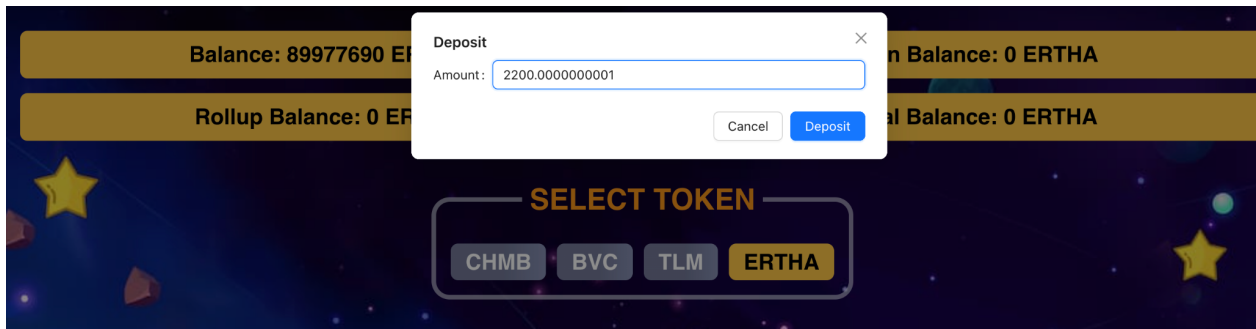 Deposit
Balance: 89977690 E
n Balance: 0 ERTHA
Amount: 2200.0000000001
Rollup Balance: 0 ER
Cancel Deposit
al Balance: 0 ERTHA
SELECT TOKEN
CHMB BVC TLM ERTHA